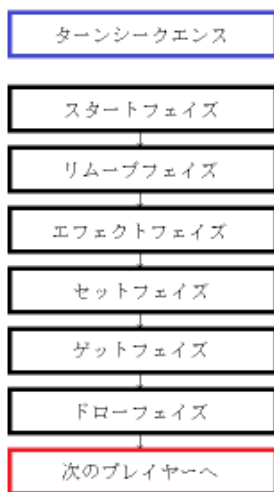 ターンシークエンス
スタートフェイズ
リムーブフェイズ
エフェクトフェイズ
セットフェイズ
ゲットフェイズ
ドローフェイズ
次のプレイヤーへ